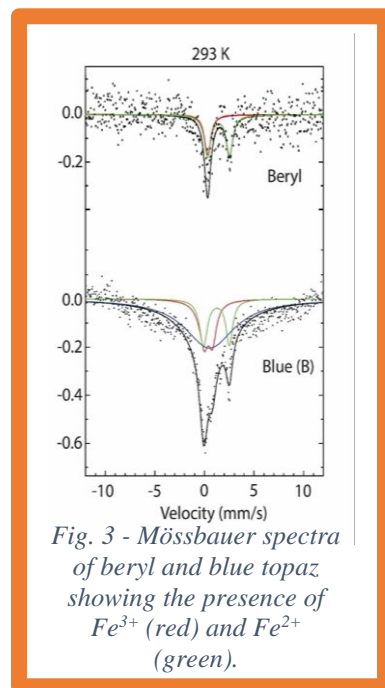 293 K
0.0
-0.2
Beryl
0.0
-0.2
Blue (B)
-0.4
-0.6
-10 -5 0 5 10
Velocity (mm/s)
Fig. 3 - Mössbauer spectra
of beryl and blue topaz
showing the presence of
Fe³⁺ (red) and Fe²⁺
(green).